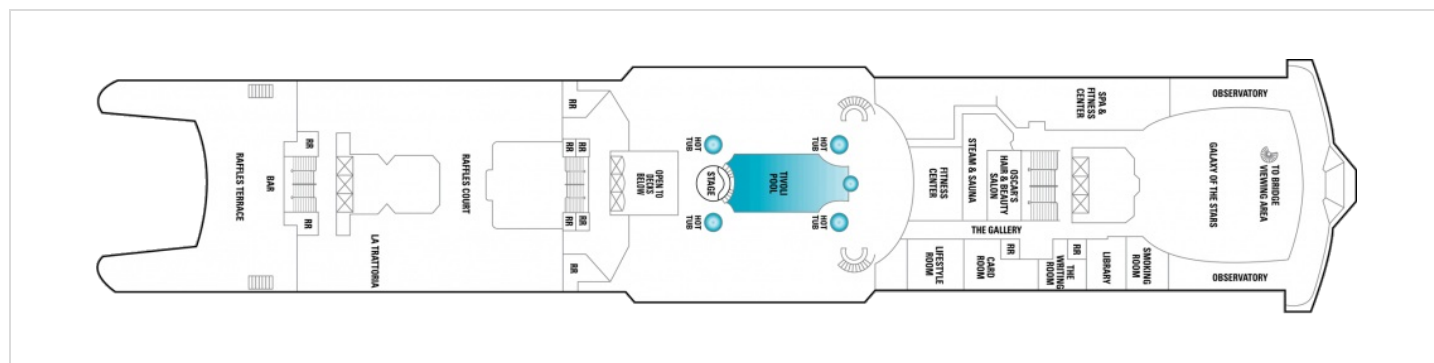 RAFFLES TERRACE
BAR
RR
RR
LA TRATTORIA
RAFFLES COURT
RR
RR
RR
RR
RR
RR
OPEN TO
DECKS
BELOW
HOT
TUB
HOT
TUB
STAGE
TIVOLI
POOL
HOT
TUB
HOT
TUB
FITNESS
CENTER
STEAM & SAUNA
OSCAR'S
HAIR & BEAUTY
SALON
SPA &
FITNESS
CENTER
THE GALLERY
LIFESTYLE
ROOM
CARD
ROOM
RR
THE
WRITING
ROOM
RR
LIBRARY
SMOKING
ROOM
OBSERVATORY
GALAXY OF THE STARS
TO BRIDGE
VIEWING AREA
OBSERVATORY